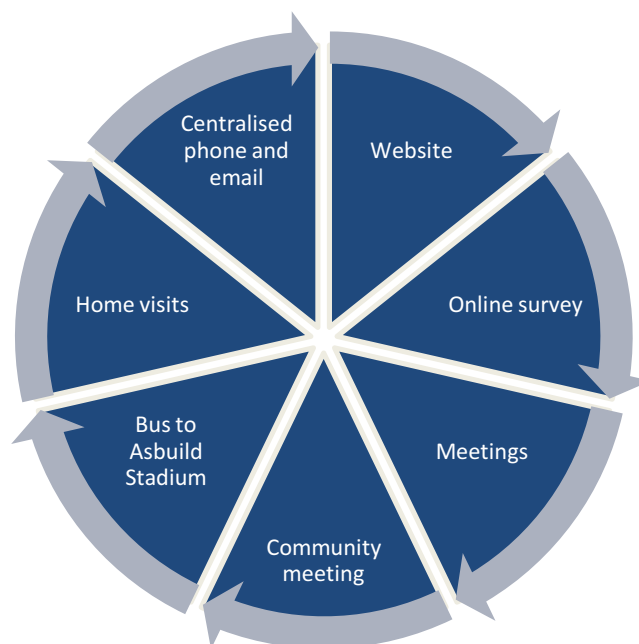 Website
Online survey
Meetings
Community
meeting
Bus to
Asbuild
Stadium
Home visits
Centralised
phone and
email